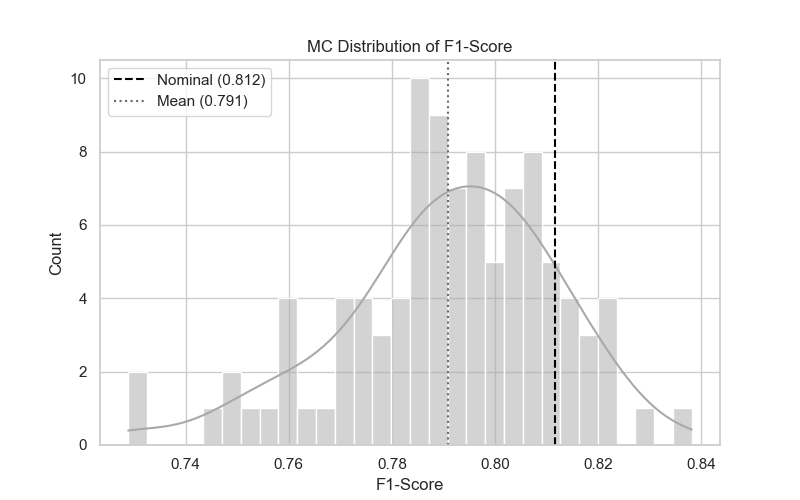 MC Distribution of F1-Score
Nominal (0.812)
Mean (0.791)
Count
10
8
6
4
2
0
0.74 0.76 0.78 0.80 0.82 0.84
F1-Score